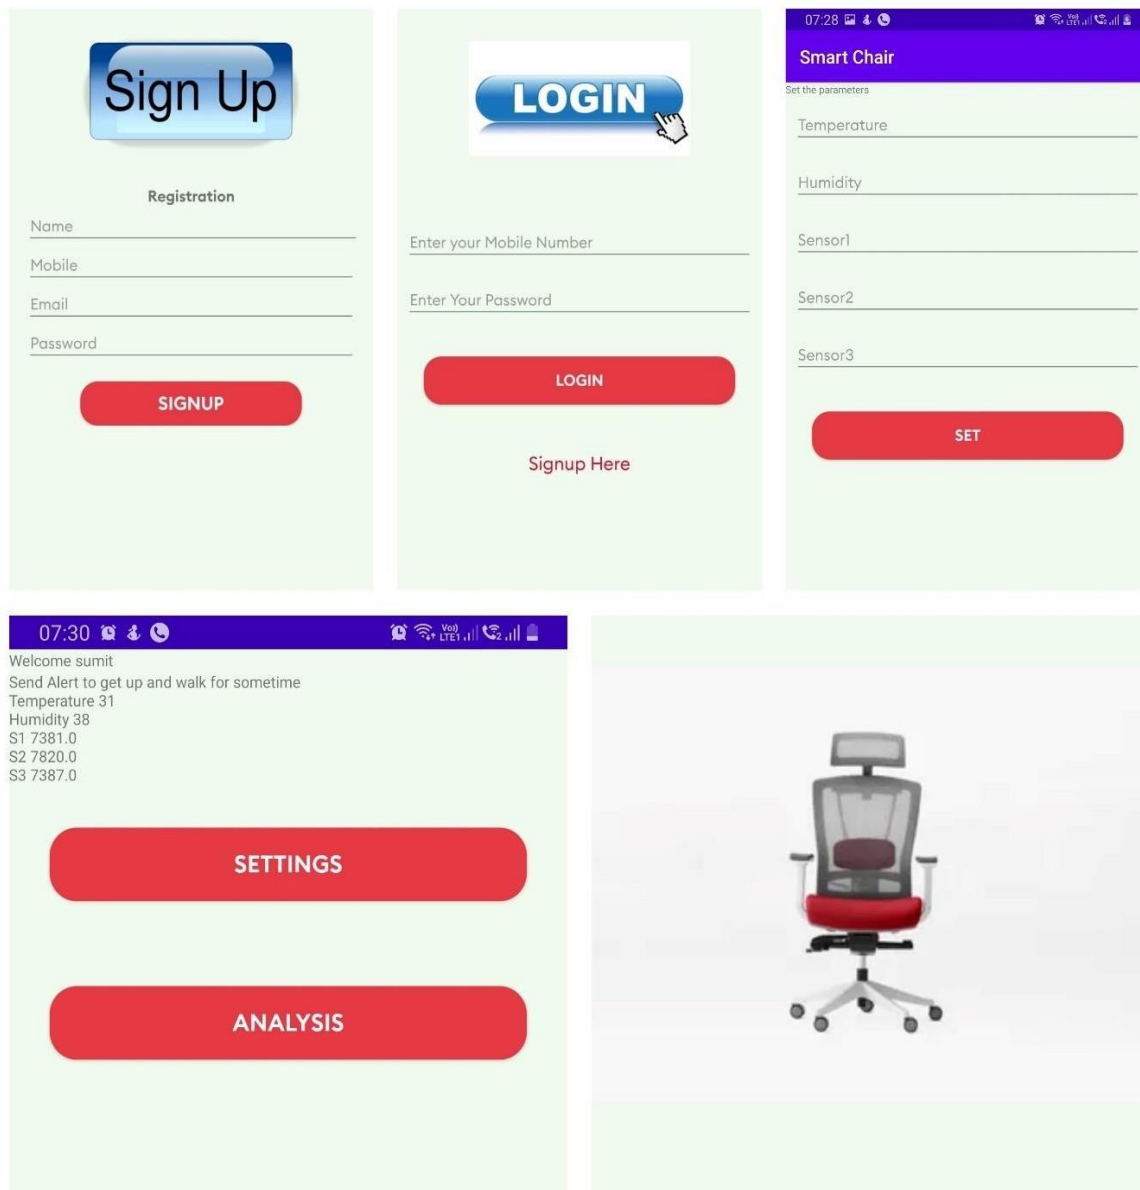 Sign Up
Registration
Name
Mobile
Email
Password
SIGNUP
LOGIN
Enter your Mobile Number
Enter Your Password
LOGIN
Signup Here
07:28
Smart Chair
Set the parameters
Temperature
Humidity
Sensor1
Sensor2
Sensor3
SET
07:30
Welcome sumit
Send Alert to get up and walk for sometime
Temperature 31
Humidity 38
S1 7381.0
S2 7820.0
S3 7387.0
SETTINGS
ANALYSIS